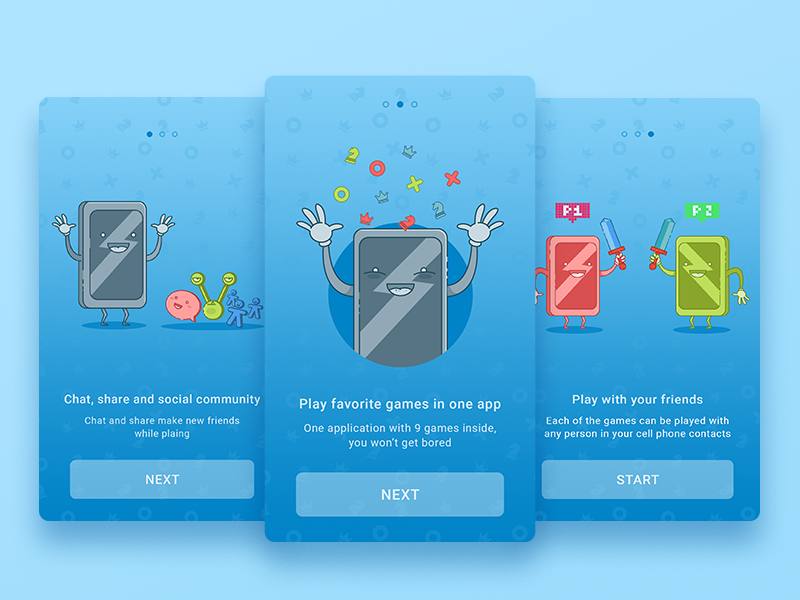 Chat, share and social community
Chat and share make new friends
while plaing
NEXT
Play favorite games in one app
One application with 9 games inside,
you won't get bored
NEXT
P1
P2
Play with your friends
Each of the games can be played with
any person in your cell phone contacts
START